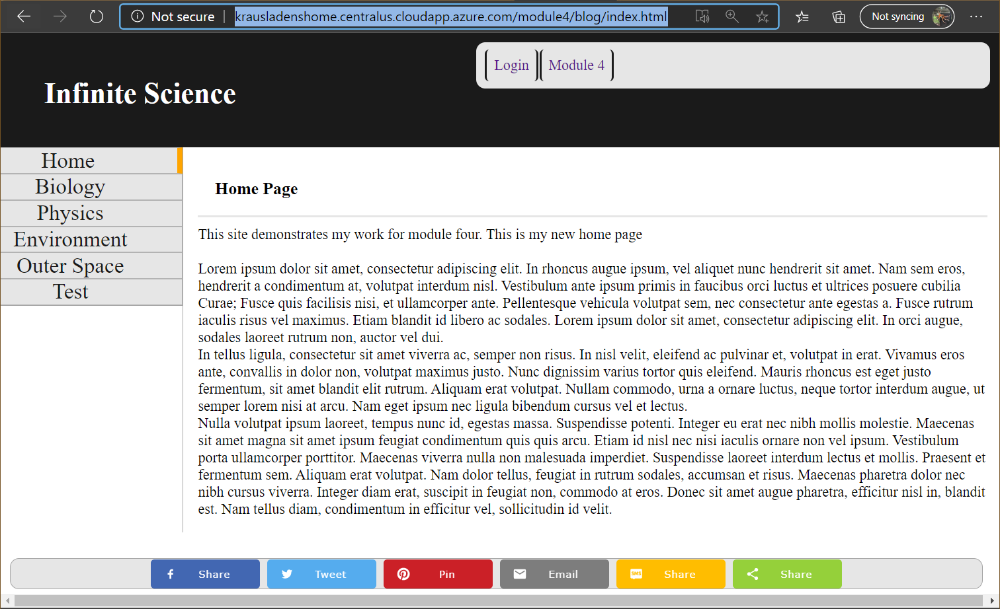 Not secure | krausladenshome.centralus.cloudapp.azure.com/module4/blog/index.html
Not syncing
Login
Module 4
Infinite Science
Home
Biology
Physics
Environment
Outer Space
Test
Home Page
This site demonstrates my work for module four. This is my new home page
Lorem ipsum dolor sit amet, consectetur adipiscing elit. In rhoncus augue ipsum, vel aliquet nunc hendrerit sit amet. Nam sem eros,
hendrerit a condimentum at, volutpat interdum nisl. Vestibulum ante ipsum primis in faucibus orci luctus et ultrices posuere cubilia
Curae; Fusce quis facilisis nisi, et ullamcorper ante. Pellentesque vehicula volutpat sem, nec consectetur ante egestas a. Fusce rutrum
iaculis risus vel maximus. Etiam blandit id libero ac sodales. Lorem ipsum dolor sit amet, consectetur adipiscing elit. In orci augue,
sodales laoreet rutrum non, auctor vel dui.
In tellus ligula, consectetur sit amet viverra ac, semper non risus. In nisl velit, eleifend ac pulvinar et, volutpat in erat. Vivamus eros
ante, convallis in dolor non, volutpat maximus justo. Nunc dignissim varius tortor quis eleifend. Mauris rhoncus est eget justo
fermentum, sit amet blandit elit rutrum. Aliquam erat volutpat. Nullam commodo, urna a ornare luctus, neque tortor interdum augue, ut
semper lorem nisi at arcu. Nam eget ipsum nec ligula bibendum cursus vel et lectus.
Nulla volutpat ipsum laoreet, tempus nunc id, egestas massa. Suspendisse potenti. Integer eu erat nec nibh mollis molestie. Maecenas
sit amet magna sit amet ipsum feugiat condimentum quis quis arcu. Etiam id nisl nec nisi iaculis ornare non vel ipsum. Vestibulum
porta ullamcorper porttitor. Maecenas viverra nulla non malesuada imperdiet. Suspendisse laoreet interdum lectus et mollis. Praesent et
fermentum sem. Aliquam erat volutpat. Nam dolor tellus, feugiat in rutrum sodales, accumsan et risus. Maecenas pharetra dolor nec
nibh cursus viverra. Integer diam erat, suscipit in feugiat non, commodo at eros. Donec sit amet augue pharetra, efficitur nisl in, blandit
est. Nam tellus diam, condimentum in efficitur vel, sollicitudin id velit.
Share
Tweet
Pin
Email
SMS Share
Share